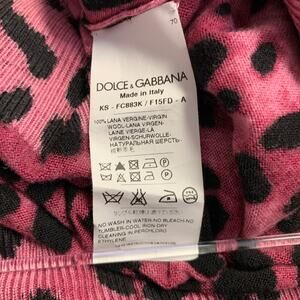 70
DOLCE & GABBANA
Made in Italy
KS - FC883K / F15FD - A
100% LANA VERGINE-VIRGIN
WOOL-LANA VIRGEN-
LAINE VIERGE-LÃ
VIRGEN-SCHURWOLLE-
НАТУРАЛЬНАЯ ШЕРСТЬ-
NO WASH IN WATER-NO BLEACH-NO
TUMBLER-COOL IRON-DRY
CLEANING IN PERCHLORO
ETHYLENE